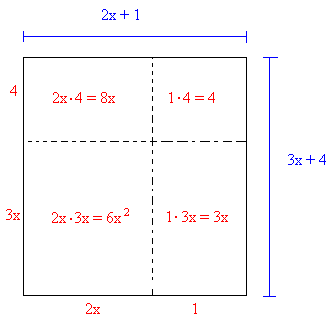 2x + 1
4
2x · 4 = 8x
1 · 4 = 4
3x + 4
3x
2x · 3x = 6x²
1 · 3x = 3x
2x
1